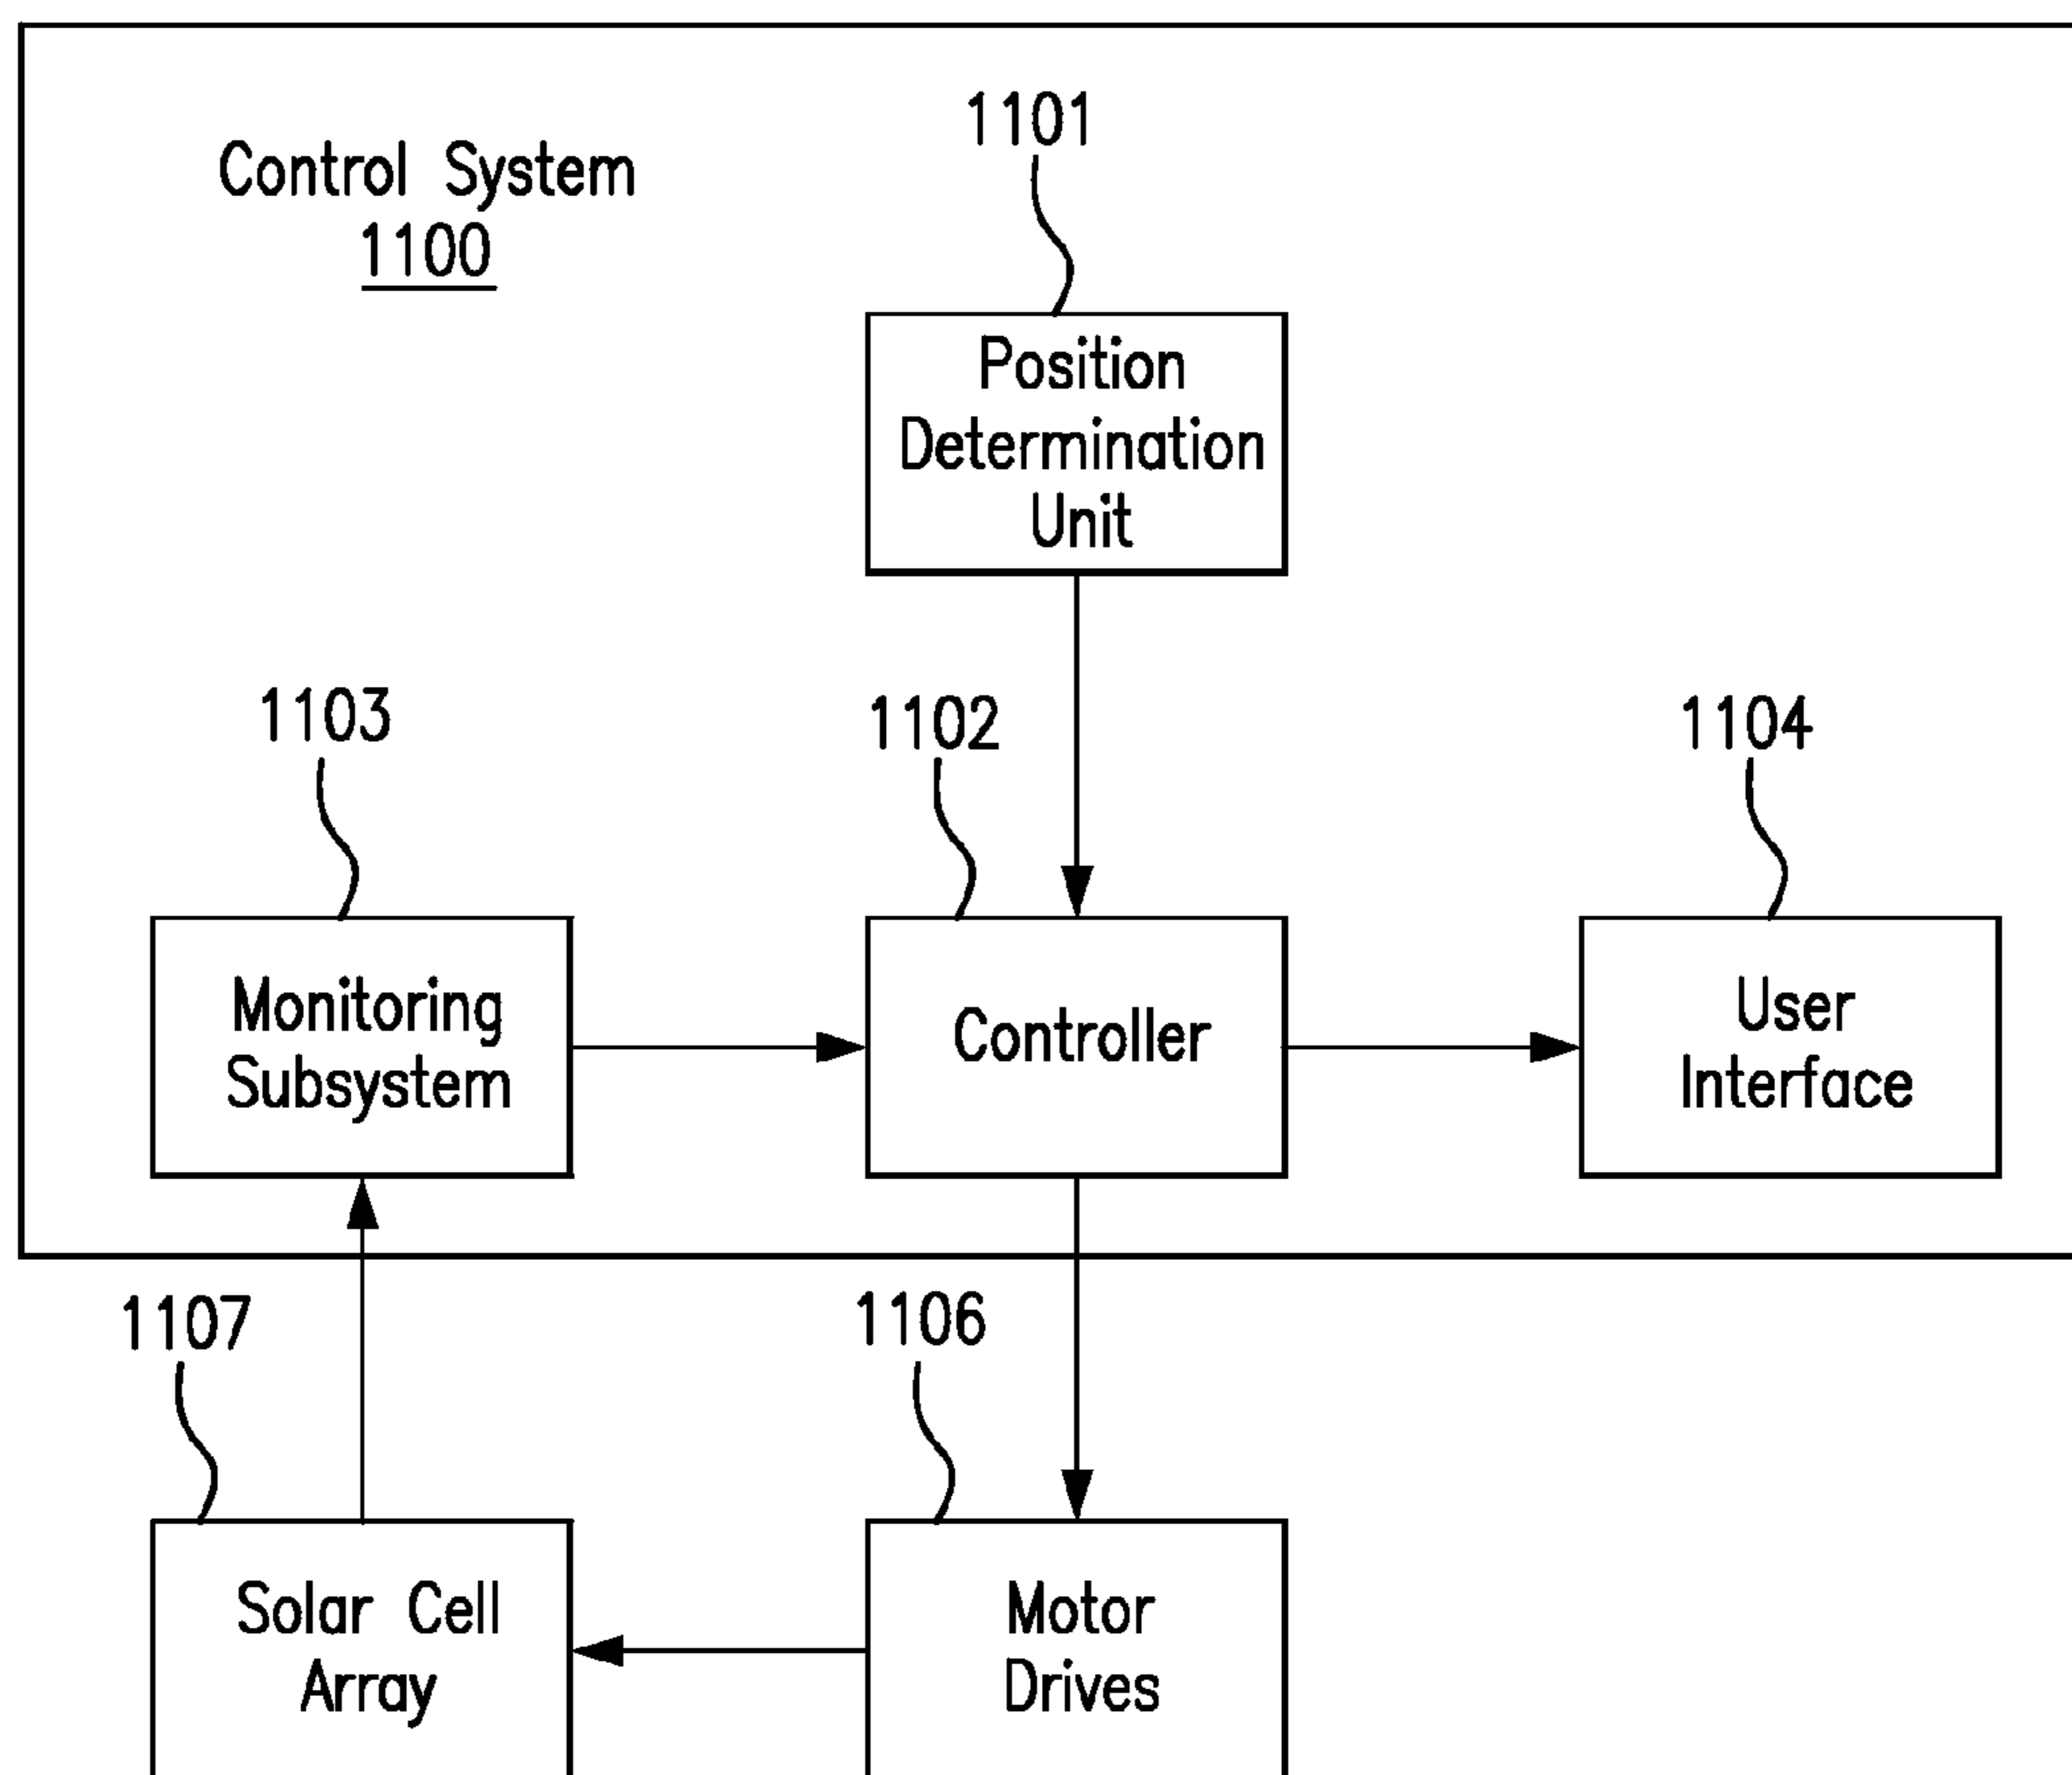 Control System
1100
1101
Position
Determination
Unit
1103
1102
1104
Monitoring
Subsystem
Controller
User
Interface
1107
1106
Solar Cell
Array
Motor
Drives